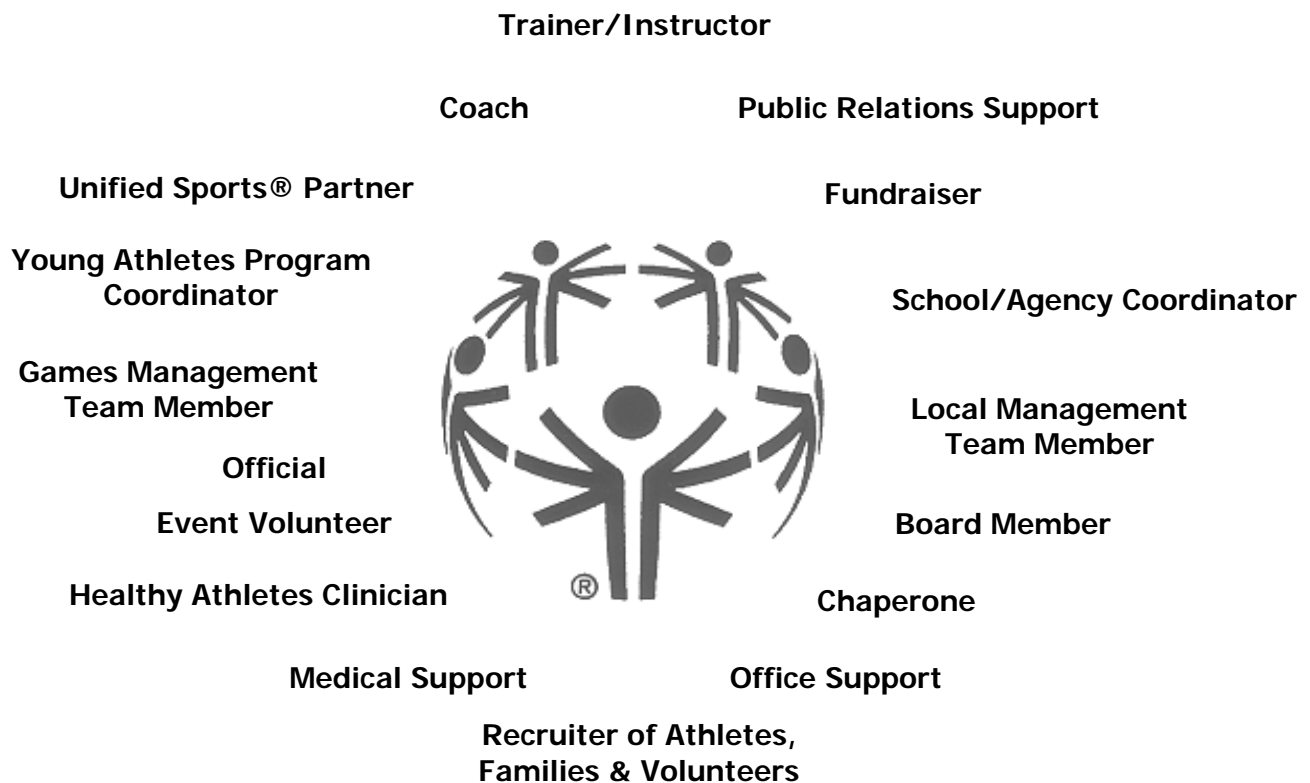 Trainer/Instructor
Coach
Public Relations Support
Unified Sports® Partner
Fundraiser
Young Athletes Program
Coordinator
School/Agency Coordinator
Games Management
Team Member
Local Management
Team Member
Official
Event Volunteer
Board Member
Healthy Athletes Clinician
®
Chaperone
Medical Support
Office Support
Recruiter of Athletes,
Families & Volunteers